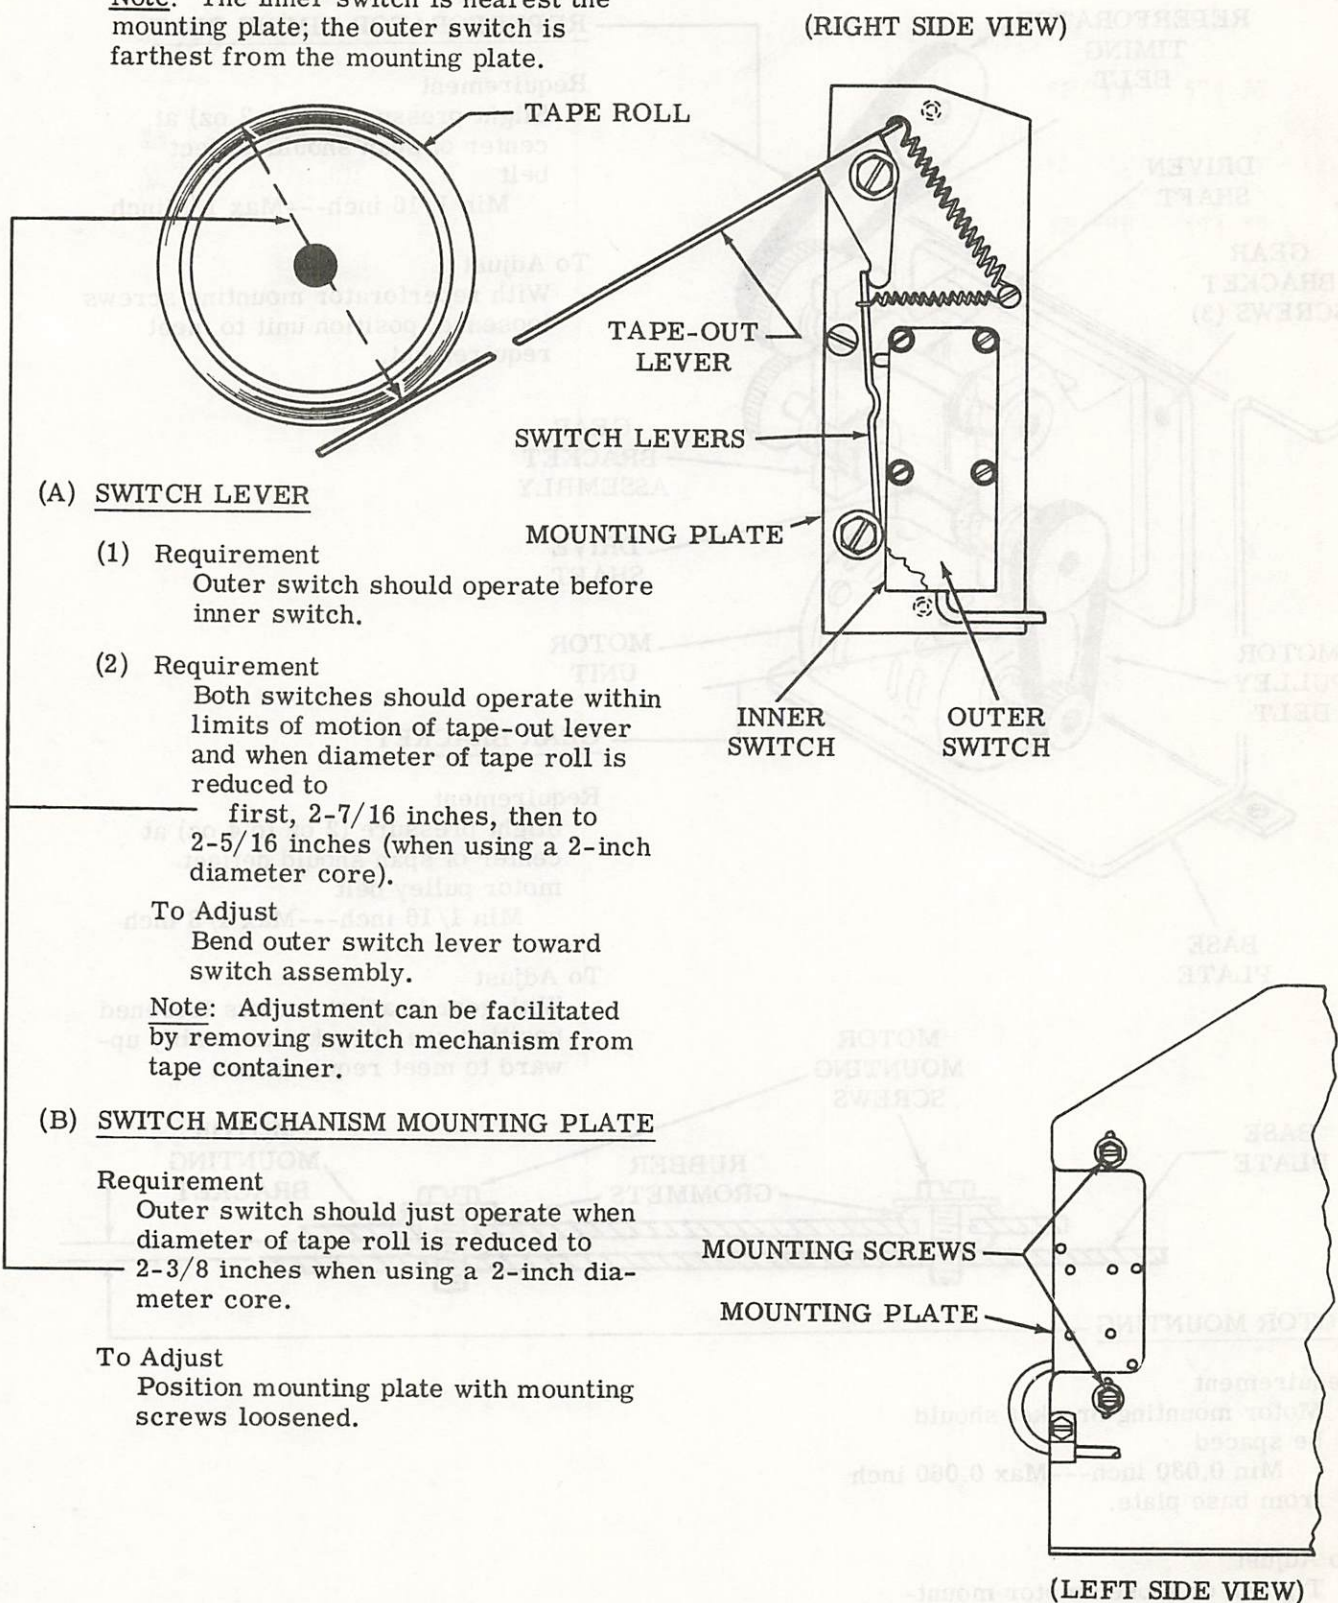 Note: The inner switch is nearest the
mounting plate; the outer switch is
farthest from the mounting plate.
(RIGHT SIDE VIEW)
TAPE ROLL
TAPE-OUT
LEVER
SWITCH LEVERS
MOUNTING PLATE
INNER
SWITCH
OUTER
SWITCH
(A) SWITCH LEVER
(1) Requirement
Outer switch should operate before
inner switch.
(2) Requirement
Both switches should operate within
limits of motion of tape-out lever
and when diameter of tape roll is
reduced to
first, 2-7/16 inches, then to
2-5/16 inches (when using a 2-inch
diameter core).
To Adjust
Bend outer switch lever toward
switch assembly.
Note: Adjustment can be facilitated
by removing switch mechanism from
tape container.
(B) SWITCH MECHANISM MOUNTING PLATE
Requirement
Outer switch should just operate when
diameter of tape roll is reduced to
2-3/8 inches when using a 2-inch dia-
meter core.
To Adjust
Position mounting plate with mounting
screws loosened.
MOUNTING SCREWS
MOUNTING PLATE
(LEFT SIDE VIEW)